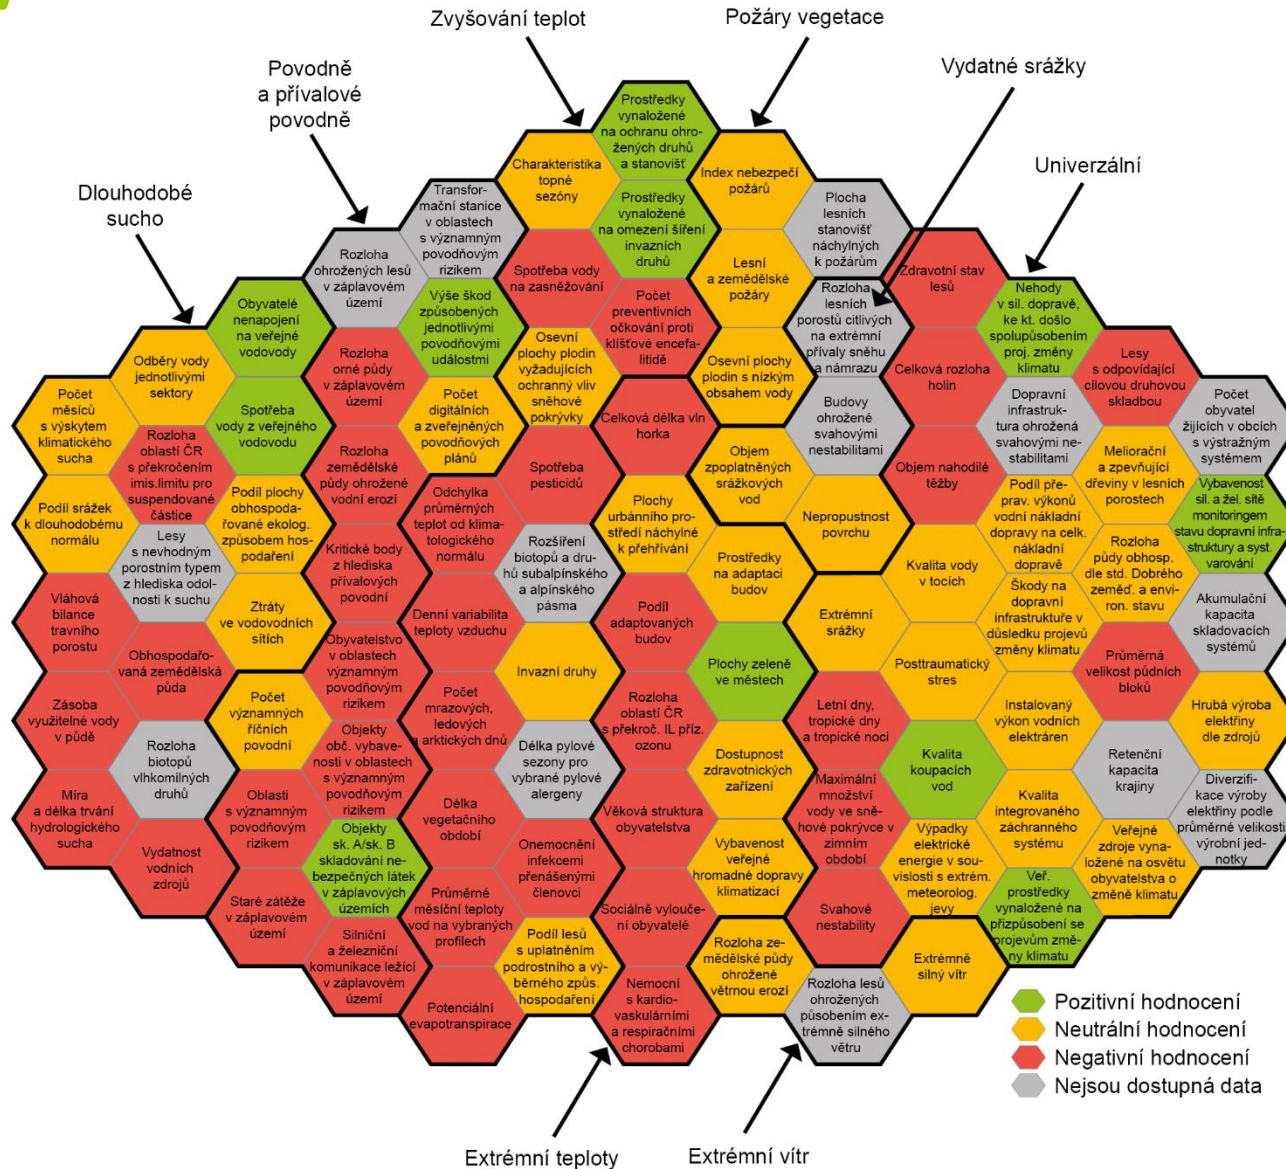 Zvyšování teplot
Požáry vegetace
Povodně
a přívalové
povodně
Vydatné srážky
Dlouhodobé
sucho
Univerzální
Počet
měsíců
s výskytem
klimatického
sucha
Podíl srážek
k dlouhodobému
normálu
Vláhová
bilance
travního
porostu
Zásoba
využitelné vody
v půdě
Míra
a délka trvání
hydrologického
sucha
Odběry vody
jednotlivými
sektory
Rozloha
oblastí ČR
s překročením
imis.limitu pro
suspendované
částice
Lesy
s nevhodným
porostním typem
z hlediska odol-
nosti k suchu
Obhospodařo-
vaná zemědělská
půda
Rozloha
biotopů
vlhkomilných
druhů
Vydatnost
vodních
zdrojů
Obyvatelé
nenapojení
na veřejné
vodovody
Spotřeba
vody z veřejného
vodovodu
Podíl plochy
obhospoda-
řované ekolog.
způsobem hos-
podaření
Ztráty
ve vodovodních
sítích
Počet
významných
říčních
povodní
Oblasti
s významným
povodňovým
rizikem
Staré zátěže
v záplavovém
území
Rozloha
ohrožených lesů
v záplavovém
území
Rozloha
orné půdy
v záplavovém
území
Rozloha
zemědělské
půdy ohrožené
vodní erozí
Kritické body
z hlediska
přívalových
povodní
Obyvatelstvo
v oblastech
významným
povodňovým
rizikem
Objekty
obč. vybave-
nosti v oblastech
s významným
povodňovým
rizikem
Objekty
sk. A/sk. B
skladování ne-
bezpečných látek
v záplavových
územích
Silniční
a železniční
komunikace ležící
v záplavovém
území
Transfor-
mační stanice
v oblastech
s významným
povodňovým
rizikem
Výše škod
způsobených
jednotlivými
povodňovými
událostmi
Počet
digitálních
a zveřejněných
povodňových
plánů
Odchylka
průměrných
teplot od klima-
tologického
normálu
Denní variabilita
teploty vzduchu
Počet
mrazových,
ledových
a arktických dnů
Délka
vegetačního
období
Průměrné
měsíční teploty
vod na vybraných
profilech
Potenciální
evapotranspirace
Charakteristika
topné
sezóny
Spotřeba vody
na zasněžování
Osevní
plochy plodin
vyžadujících
ochranný vliv
sněhové
pokrývky
Spotřeba
pesticidů
Rozšíření
biotopů a dru-
hů subalpínského
a alpínského
pásma
Invazní druhy
Délka pylové
sezony pro
vybrané pylové
alergeny
Onemocnění
infekcemi
přenášenými
členovci
Podíl lesů
s uplatněním
podrostního a vý-
běrného způs.
hospodaření
Prostředky
vynaložené
na ochranu ohro-
žených druhů
a stanovišť
Prostředky
vynaložené
na omezení šíření
invazních
druhů
Počet
preventivních
očkování proti
klíšťové encefa-
litidě
Celková délka vln
horka
Plochy
urbánního pro-
středí náchylné
k přehřívání
Podíl
adaptovaných
budov
Rozloha
oblastí ČR
s překroč. IL příz.
ozonu
Věková struktura
obyvatelstva
Sociálně vylouče-
ní obyvatelé
Nemocní
s kardio-
vaskulárními
a respiračními
chorobami
Index nebezpečí
požárů
Lesní
a zemědělské
požáry
Osevní plochy
plodin s nízkým
obsahem vody
Objem
zpoplatněných
srážkových
vod
Prostředky
na adaptaci
budov
Plochy zeleně
ve městech
Dostupnost
zdravotnických
zařízení
Vybavenost
veřejné
hromadné dopravy
klimatizací
Rozloha ze-
mědělské půdy
ohrožené
větrnou erozí
Plocha
lesních
stanovišť
náchylných
k požárům
Rozloha
lesních
porostů citlivých
na extrémní
přívaly sněhu
a námrazu
Budovy
ohrožené
svahovými
nestabilitami
Nepropustnost
povrchu
Extrémní
srážky
Letní dny,
tropické dny
a tropické noci
Maximální
množství
vody ve sně-
hové pokrývce v
zimním
období
Svahové
nestability
Rozloha lesů
ohrožených
působením ex-
trémně silného
větru
Zdravotní stav
lesů
Celková rozloha
holin
Objem nahodilé
těžby
Kvalita vody
v tocích
Posttraumatický
stres
Kvalita
koupacích
vod
Výpadky
elektrické
energie v sou-
vislosti s extrém.
meteorolog.
jevy
Extrémně
silný vítr
Nehody
v sil. dopravě,
ke kt. došlo
spolupůsobením
proj. změny
klimatu
Dopravní
infrastruk-
tura ohrožená
svahovými ne-
stabilitami
Podíl pře-
prav. výkonů
vodní nákladní
dopravy na celk.
nákladní
dopravě
Škody na
dopravní
infrastruktuře v
důsledku projevů
změny klimatu
Instalovaný
výkon vodních
elektráren
Kvalita
integrovaného
záchranného
systému
Veř.
prostředky
vynaložené na
přizpůsobení se
projevům změ-
ny klimatu
Lesy
s odpovídající
cílovou druhovou
skladbou
Meliorační
a zpevňující
dřeviny v lesních
porostech
Rozloha
půdy obhosp.
dle std. Dobrého
zeměd. a envi-
ron. stavu
Průměrná
velikost půdních
bloků
Retenční
kapacita
krajiny
Veřejné
zdroje vyna-
ložené na osvětu
obyvatelstva o
změně klimatu
Počet
obyvatel
žijících v obcích
s výstražným
systémem
Vybavenost
sil. a žel. sítě
monitoringem
stavu dopravní infra-
struktury a syst.
varování
Akumulační
kapacita
skladovacích
systémů
Hrubá výroba
elektřiny
dle zdrojů
Diverzifi-
kace výroby
elektřiny podle
průměrné velikosti
výrobní jed-
notky
Pozitivní hodnocení
Neutrální hodnocení
Negativní hodnocení
Nejsou dostupná data
Extrémní teploty
Extrémní vítr